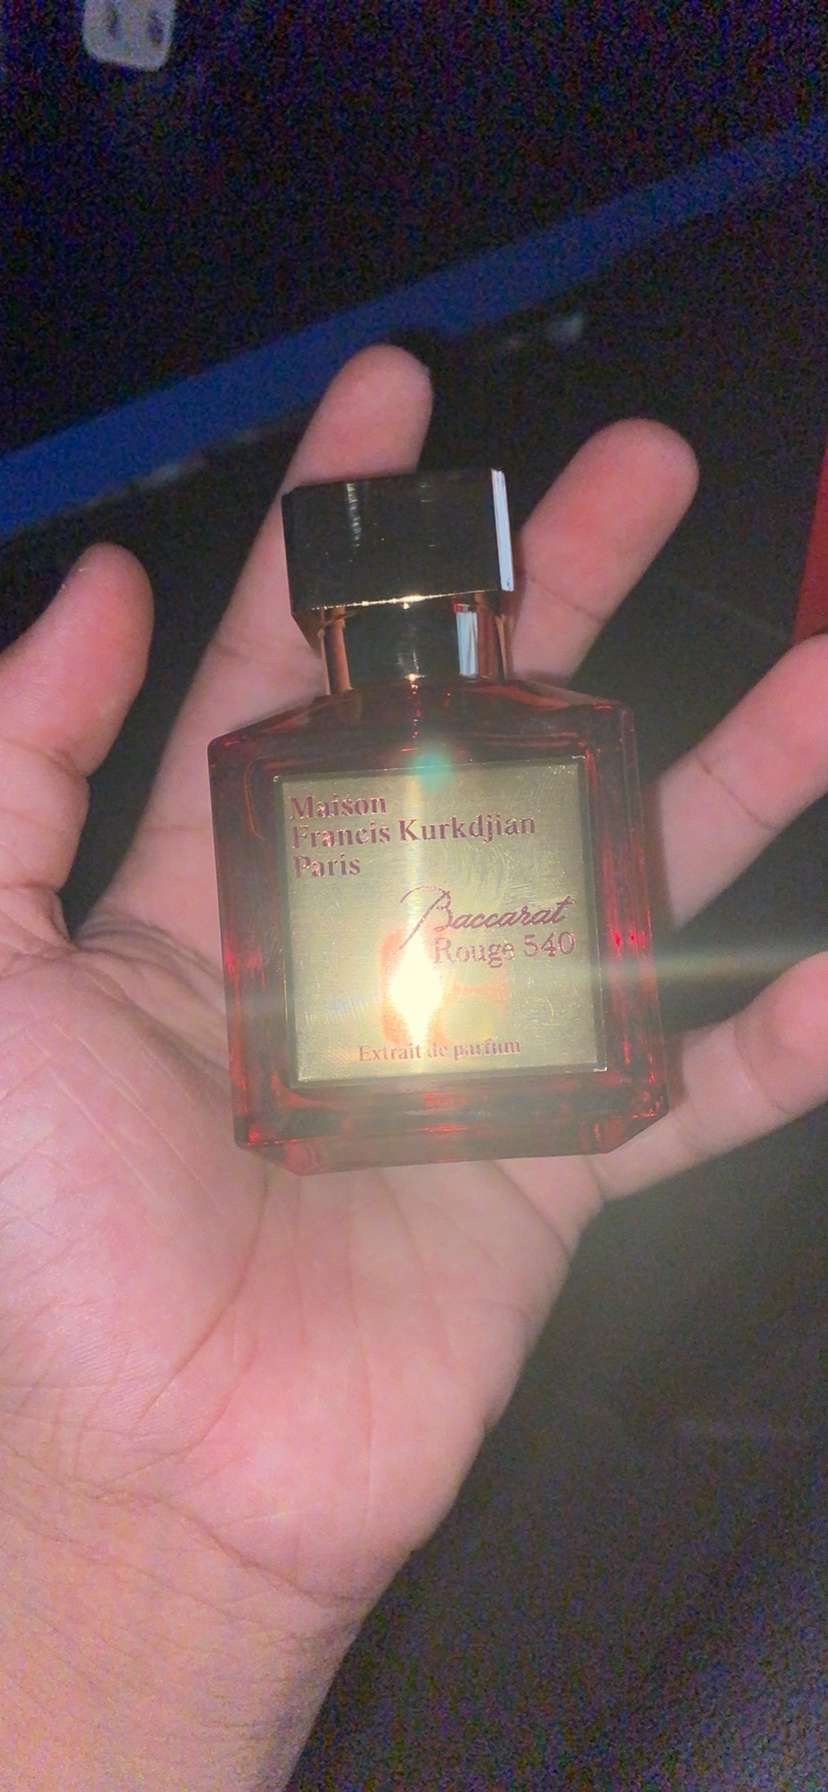 Maison
Francis Kurkdjian
Paris
Baccarat
Rouge 540
Extrait de parfum